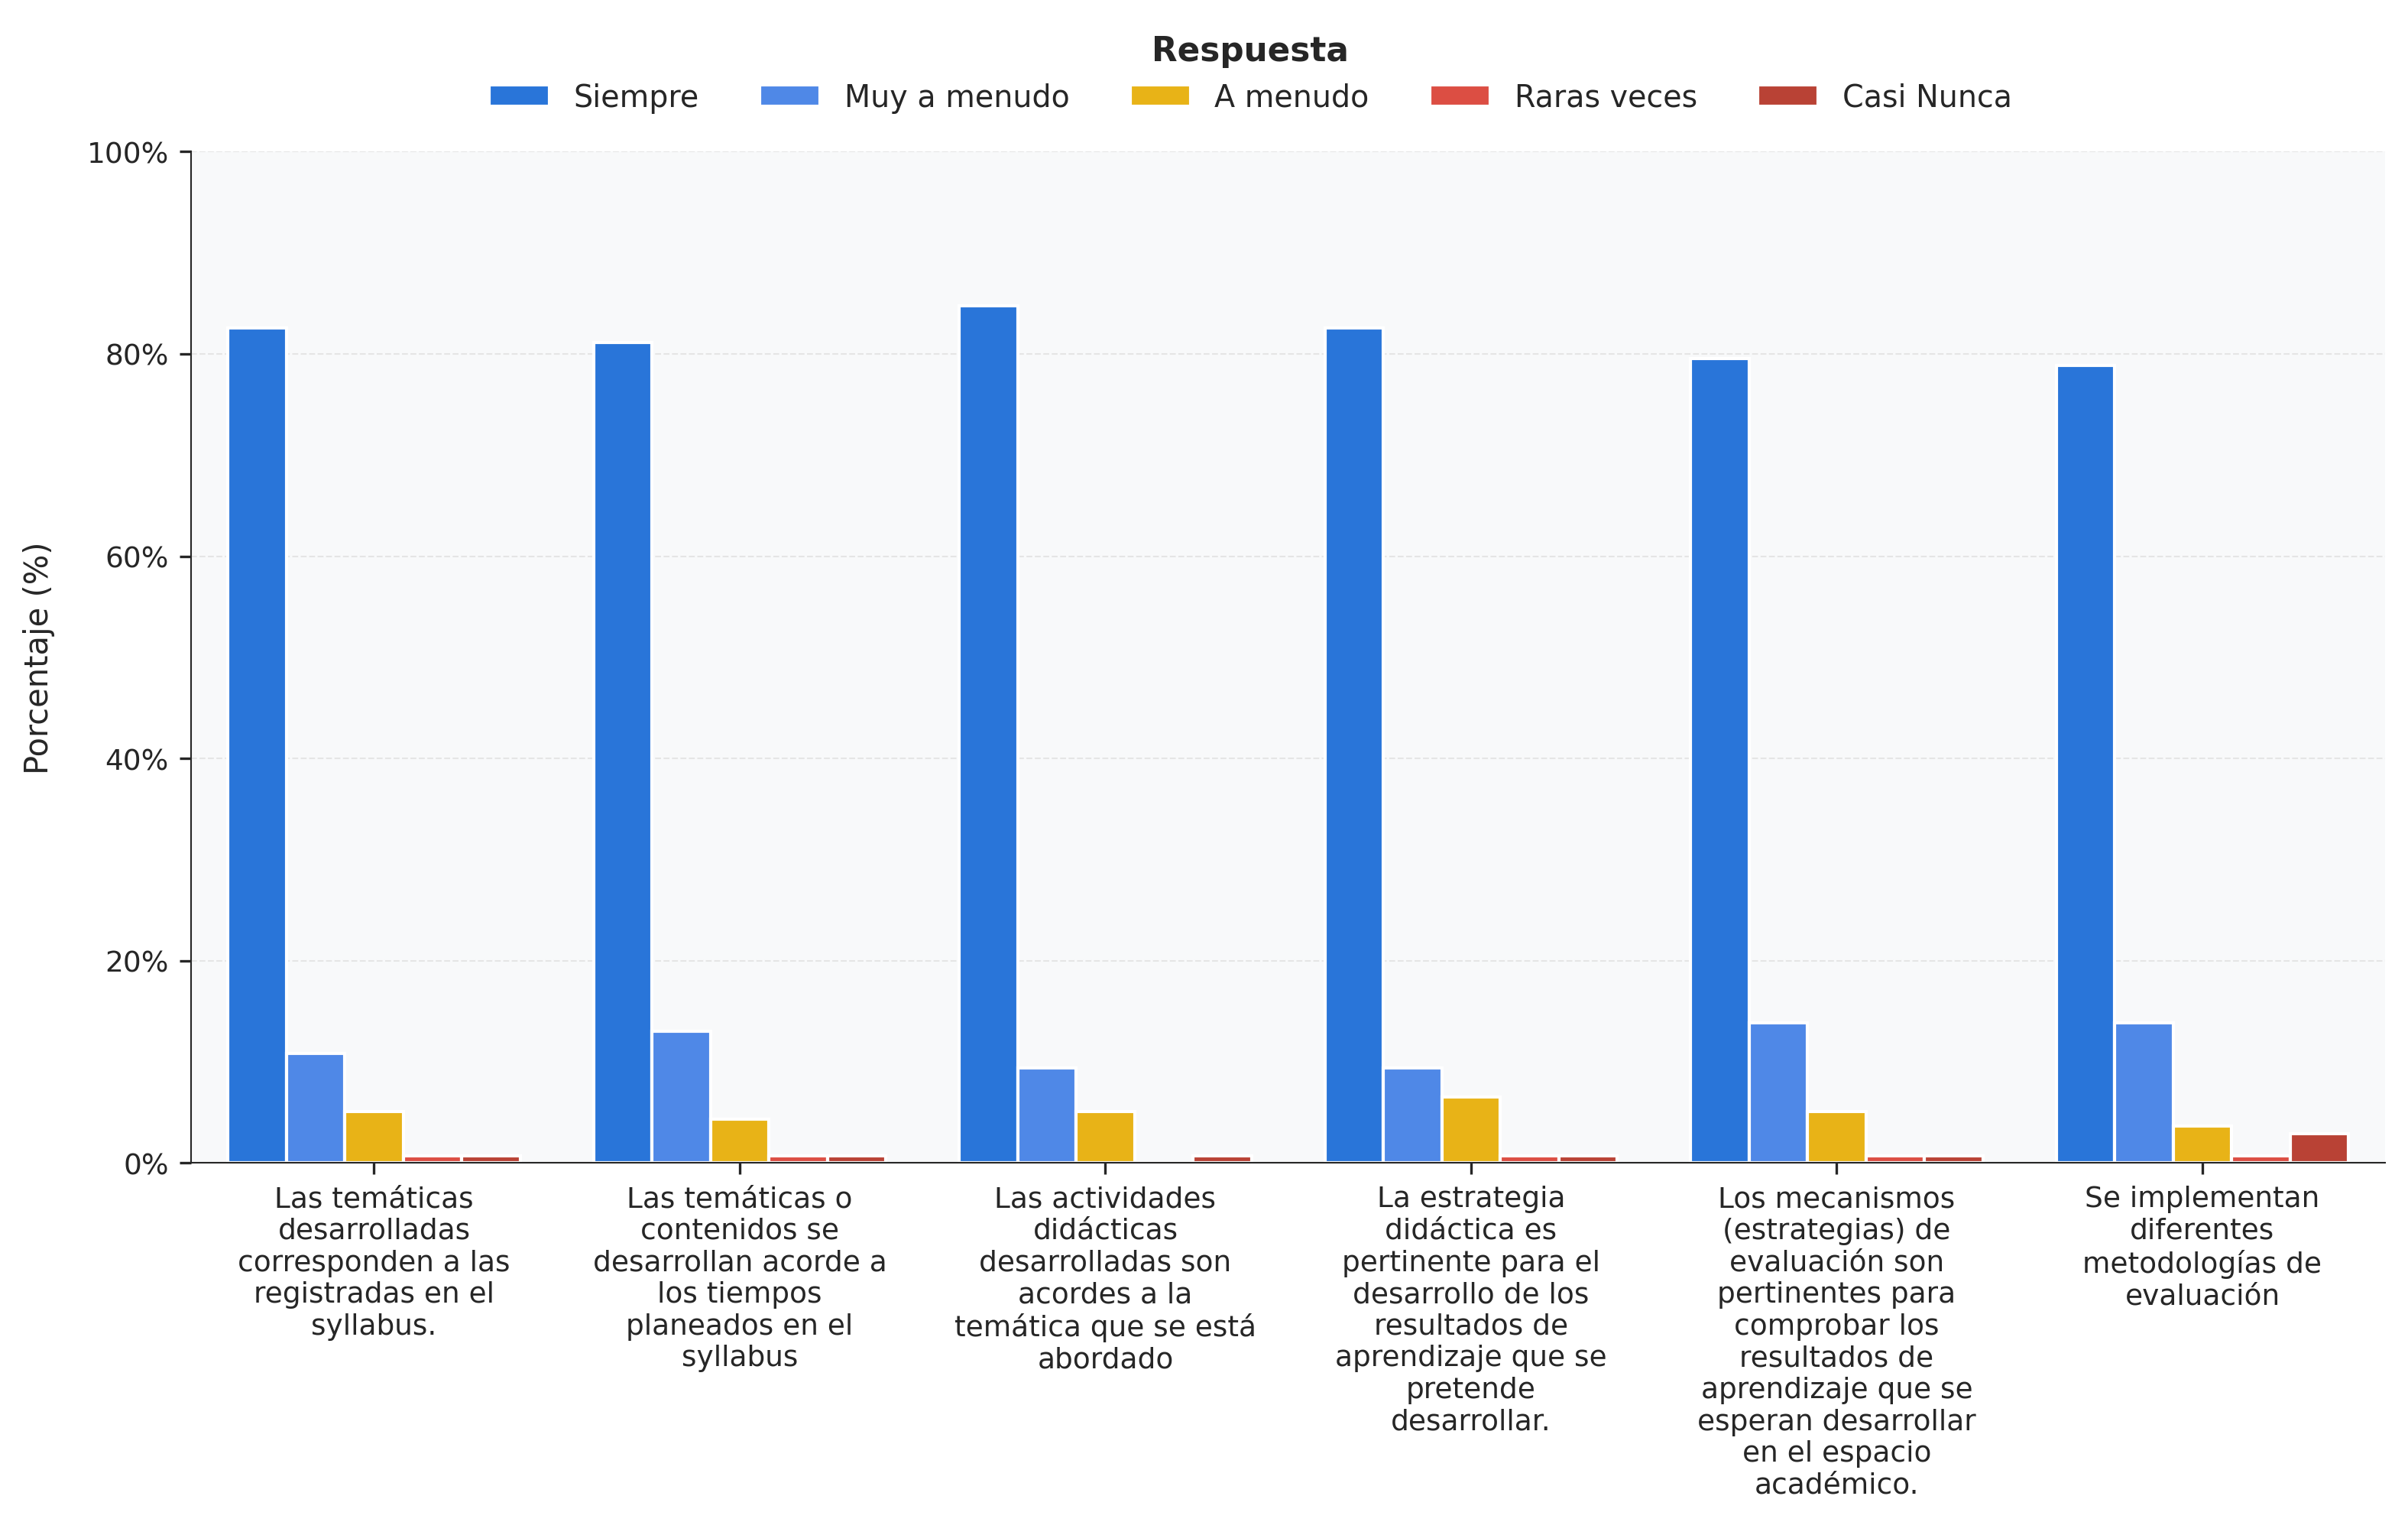 Respuesta
Siempre
Muy a menudo
A menudo
Raras veces
Casi Nunca
Porcentaje (%)
100%
80%
60%
40%
20%
0%
Las temáticas
desarrolladas
corresponden a las
registradas en el
syllabus.
Las temáticas o
contenidos se
desarrollan acorde a
los tiempos
planeados en el
syllabus
Las actividades
didácticas
desarrolladas son
acordes a la
temática que se está
abordado
La estrategia
didáctica es
pertinente para el
desarrollo de los
resultados de
aprendizaje que se
pretende
desarrollar.
Los mecanismos
(estrategias) de
evaluación son
pertinentes para
comprobar los
resultados de
aprendizaje que se
esperan desarrollar
en el espacio
académico.
Se implementan
diferentes
metodologías de
evaluación